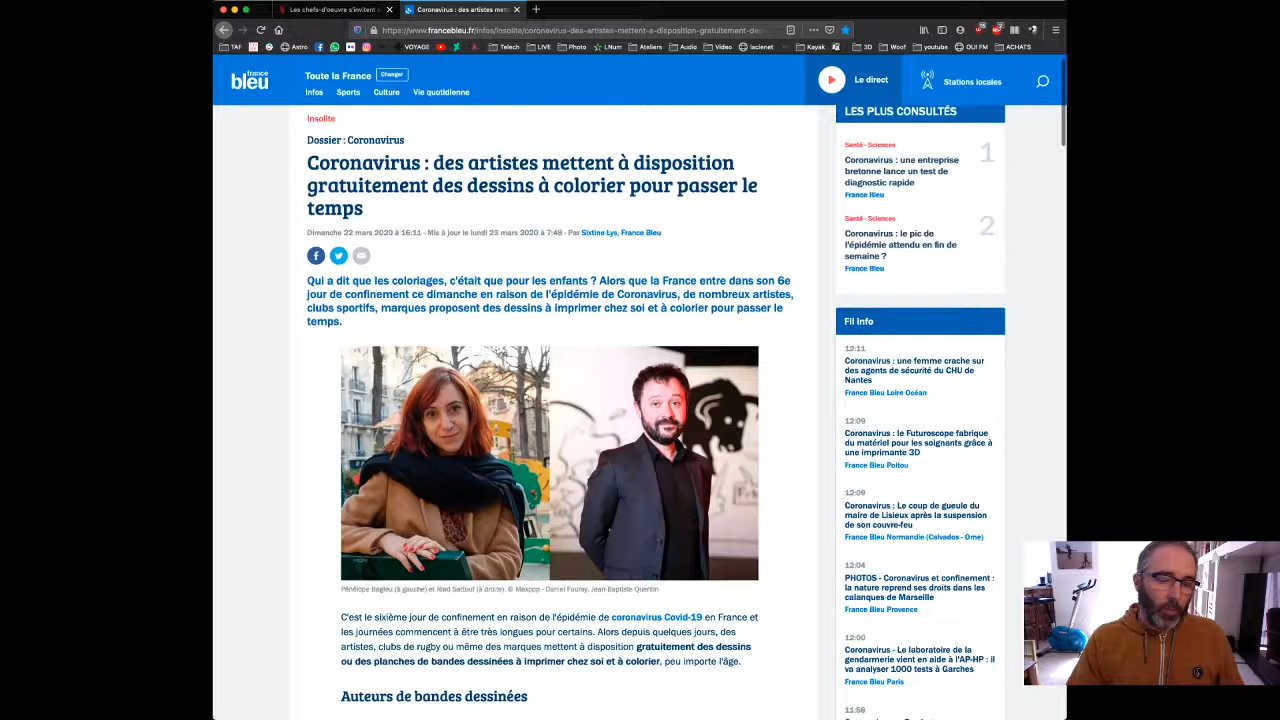 Les chefs-d'oeuvre s'invitent
Coronavirus : des artistes mett
https://www.francebleu.fr/infos/insolite/coronavirus-des-artistes-mettent-a-disposition-gratuitement-de
TAF
Astro
VOYAGE
Telech
LIVE
Photo
LNum
Ateliers
Audio
Video
lacienet
Kayak
3D
Woof
youtubs
OUI FM
ACHATS
france
bleu
Toute la France
Changer
Infos
Sports
Culture
Vie quotidienne
Le direct
Stations locales
Insolite
Dossier : Coronavirus
Coronavirus : des artistes mettent à disposition
gratuitement des dessins à colorier pour passer le
temps
Dimanche 22 mars 2020 à 16:11 - Mis à jour le lundi 23 mars 2020 à 7:48 - Par Sixtine Lys, France Bleu
Qui a dit que les coloriages, c'était que pour les enfants ? Alors que la France entre dans son 6e
jour de confinement ce dimanche en raison de l'épidémie de Coronavirus, de nombreux artistes,
clubs sportifs, marques proposent des dessins à imprimer chez soi et à colorier pour passer le
temps.
Pénélope Bagieu (à gauche) et Riad Sattouf (à droite). © Maxppp - Daniel Fouray, Jean-Baptiste Quentin
C'est le sixième jour de confinement en raison de l'épidémie de coronavirus Covid-19 en France et
les journées commencent à être très longues pour certains. Alors depuis quelques jours, des
artistes, clubs de rugby ou même des marques mettent à disposition gratuitement des dessins
ou des planches de bandes dessinées à imprimer chez soi et à colorier, peu importe l'âge.
Auteurs de bandes dessinées
LES PLUS CONSULTÉS
Santé - Sciences
1
Coronavirus : une entreprise
bretonne lance un test de
diagnostic rapide
France Bleu
Santé - Sciences
2
Coronavirus : le pic de
l'épidémie attendu en fin de
semaine ?
France Bleu
Fil Info
12:11
Coronavirus : une femme crache sur
des agents de sécurité du CHU de
Nantes
France Bleu Loire Océan
12:09
Coronavirus : le Futuroscope fabrique
du matériel pour les soignants grâce à
une imprimante 3D
France Bleu Poitou
12:09
Coronavirus : Le coup de gueule du
maire de Lisieux après la suspension
de son couvre-feu
France Bleu Normandie (Calvados - Orne)
12:04
PHOTOS - Coronavirus et confinement :
la nature reprend ses droits dans les
calanques de Marseille
France Bleu Provence
12:00
Coronavirus - Le laboratoire de la
gendarmerie vient en aide à l'AP-HP : il
va analyser 1000 tests à Garches
France Bleu Paris
11:58